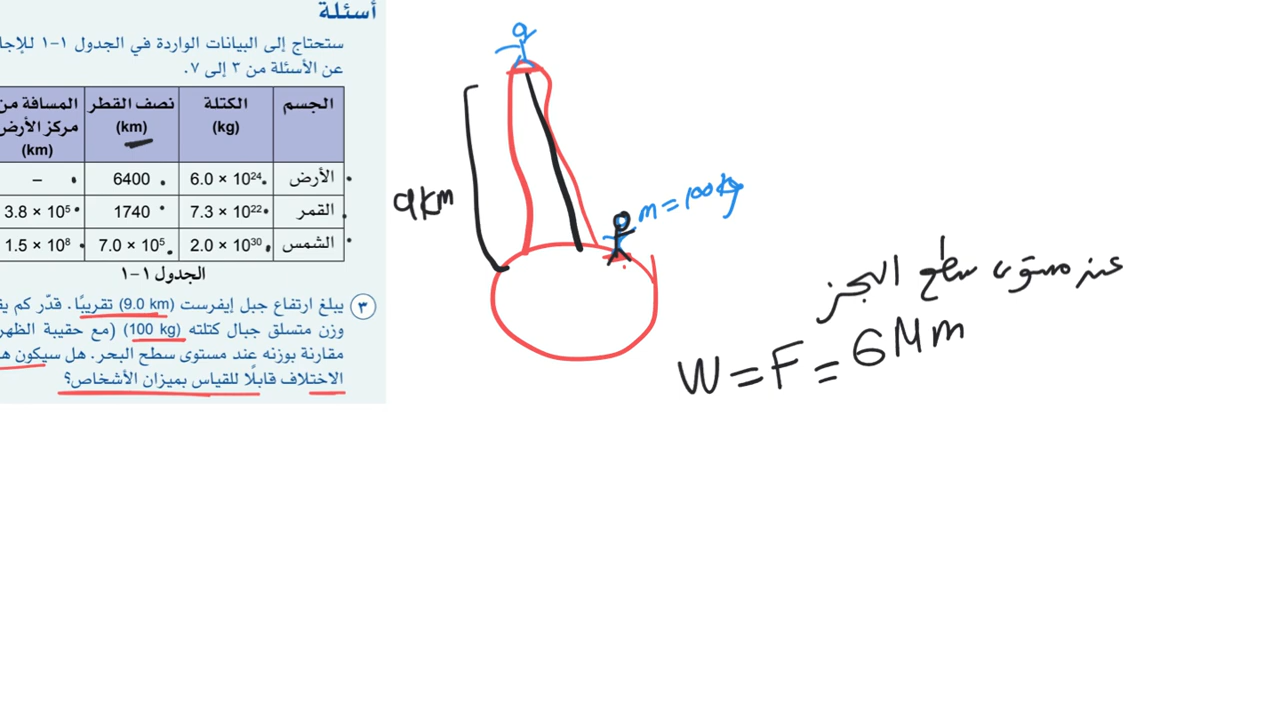 أسئلة
ستحتاج إلى البيانات الواردة في الجدول ١-١ للإجا
عن الأسئلة من ٣ إلى ٧.
الجسم الكتلة (kg) نصف القطر (km) المسافة من مركز الأرض (km)
الأرض 6.0 × 10²⁴ 6400 –
القمر 7.3 × 10²² 1740 3.8 × 10⁵
الشمس 2.0 × 10³⁰ 7.0 × 10⁵ 1.5 × 10⁸
الجدول ١-١
٣ يبلغ ارتفاع جبل إيفرست (9.0 km) تقريبًا. قدّر كم يق
وزن متسلق جبال كتلته (100 kg) (مع حقيبة الظهر
مقارنة بوزنه عند مستوى سطح البحر. هل سيكون هـ
الاختلاف قابلًا للقياس بميزان الأشخاص؟
9km
m = 100 kg
عند مستوى سطح البحر
W = F = G M m